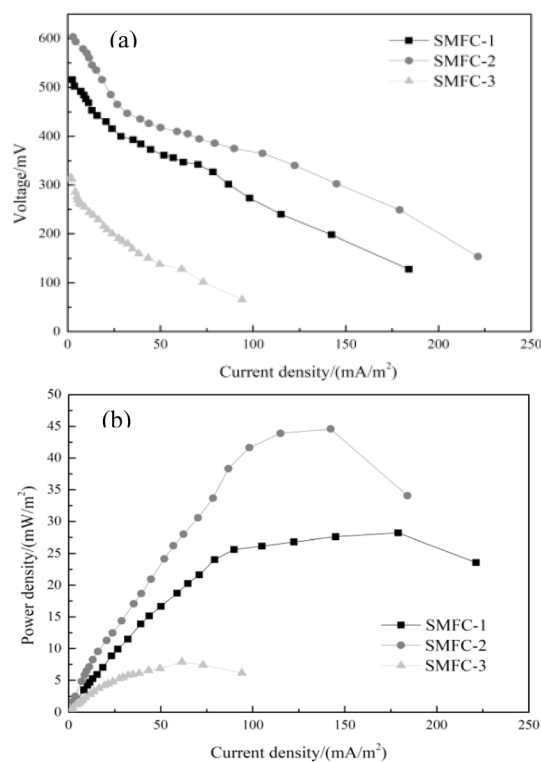 (a)
SMFC-1
SMFC-2
SMFC-3
600
500
400
300
200
100
0
Voltage/mV
0 50 100 150 200 250
Current density/(mA/m²)
(b)
50
45
40
35
30
25
20
15
10
5
0
Power density/(mW/m²)
SMFC-1
SMFC-2
SMFC-3
0 50 100 150 200 250
Current density/(mA/m²)